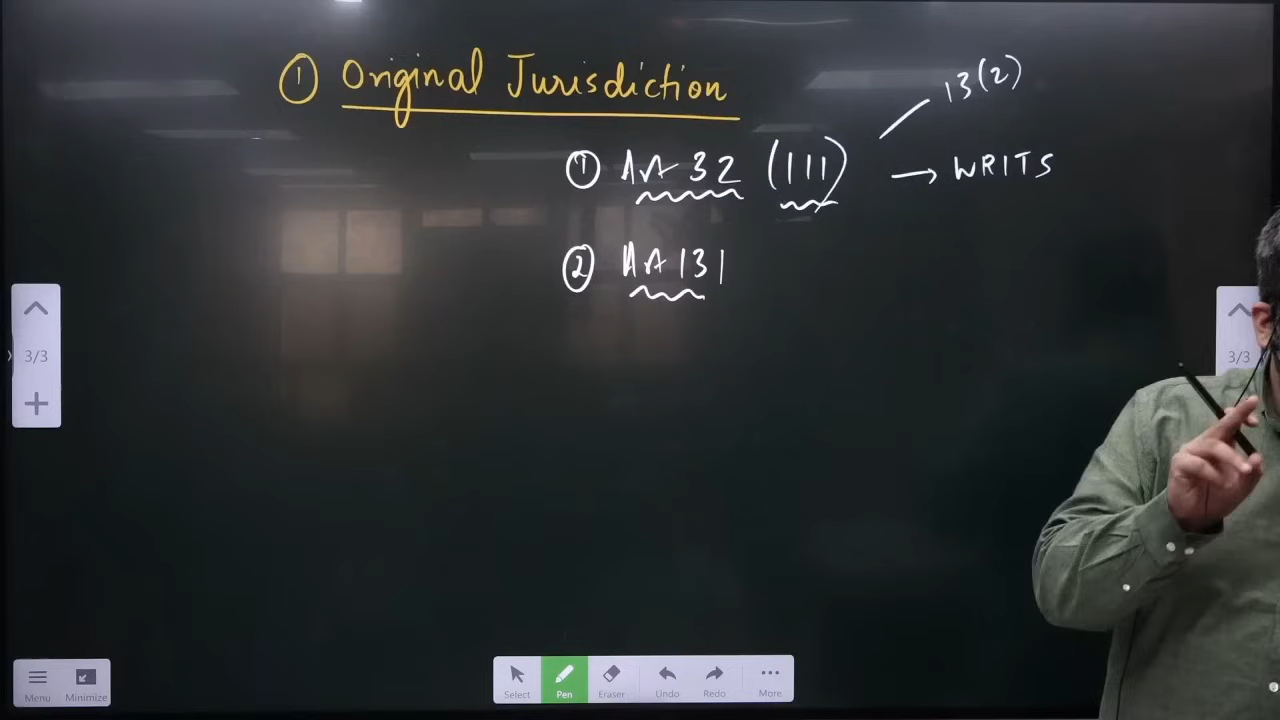 ① Original Jurisdiction
13(2)
① Art 32 (III) → WRITS
② Art 131
3/3
3/3
Menu Minimize
Select Pen Eraser Undo Redo More